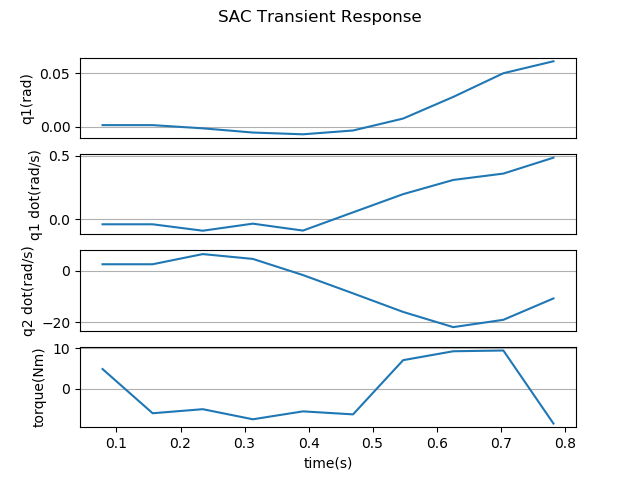 SAC Transient Response
q1(rad)
0.05
0.00
q1 dot(rad/s)
0.5
0.0
q2 dot(rad/s)
0
−20
torque(Nm)
10
0
0.1 0.2 0.3 0.4 0.5 0.6 0.7 0.8
time(s)